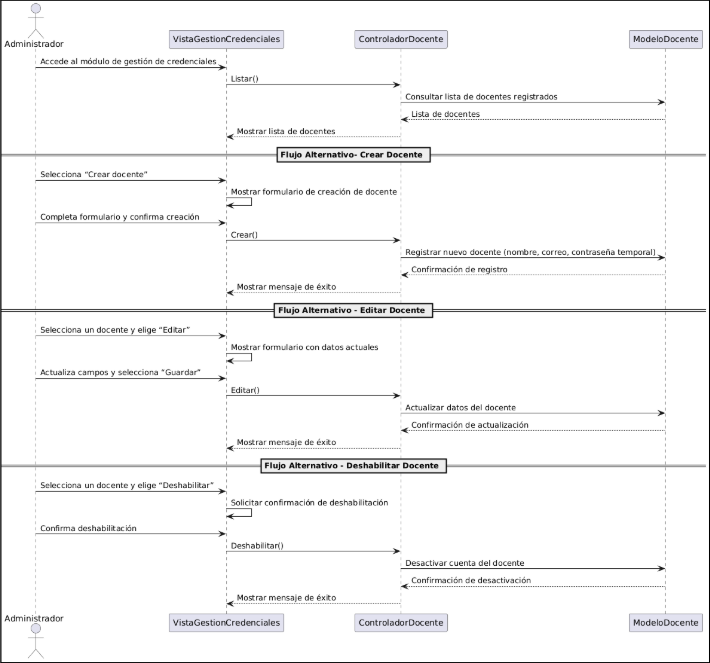 Administrador
VistaGestionCredenciales
ControladorDocente
ModeloDocente
Accede al módulo de gestión de credenciales
Listar()
Consultar lista de docentes registrados
Lista de docentes
Mostrar lista de docentes
Flujo Alternativo- Crear Docente
Selecciona “Crear docente”
Mostrar formulario de creación de docente
Completa formulario y confirma creación
Crear()
Registrar nuevo docente (nombre, correo, contraseña temporal)
Confirmación de registro
Mostrar mensaje de éxito
Flujo Alternativo - Editar Docente
Selecciona un docente y elige “Editar”
Mostrar formulario con datos actuales
Actualiza campos y selecciona “Guardar”
Editar()
Actualizar datos del docente
Confirmación de actualización
Mostrar mensaje de éxito
Flujo Alternativo - Deshabilitar Docente
Selecciona un docente y elige “Deshabilitar”
Solicitar confirmación de deshabilitación
Confirma deshabilitación
Deshabilitar()
Desactivar cuenta del docente
Confirmación de desactivación
Mostrar mensaje de éxito
Administrador
VistaGestionCredenciales
ControladorDocente
ModeloDocente